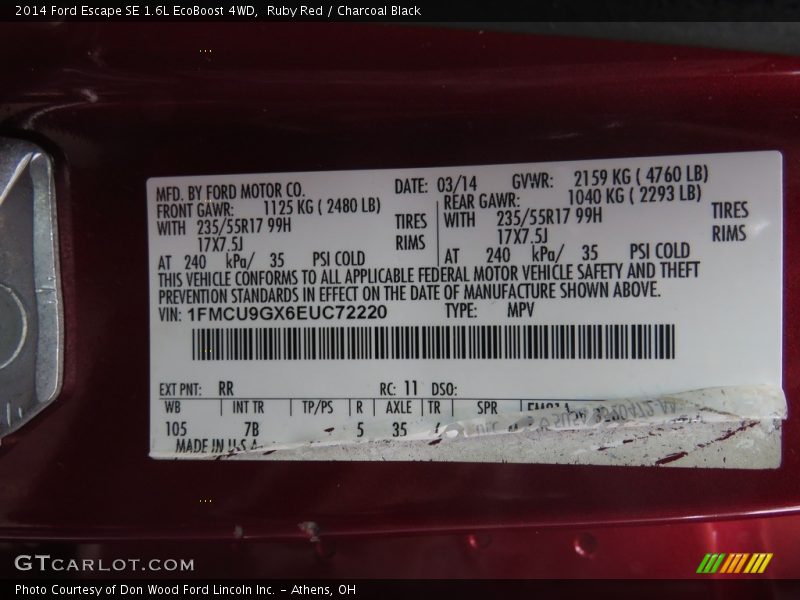 2014 Ford Escape SE 1.6L EcoBoost 4WD,  Ruby Red / Charcoal Black
MFD. BY FORD MOTOR CO. DATE: 03/14 GVWR: 2159 KG ( 4760 LB)
FRONT GAWR: 1125 KG ( 2480 LB) REAR GAWR: 1040 KG ( 2293 LB)
WITH 235/55R17 99H TIRES WITH 235/55R17 99H TIRES
17X7.5J RIMS 17X7.5J RIMS
AT 240 kPa/ 35 PSI COLD AT 240 kPa/ 35 PSI COLD
THIS VEHICLE CONFORMS TO ALL APPLICABLE FEDERAL MOTOR VEHICLE SAFETY AND THEFT
PREVENTION STANDARDS IN EFFECT ON THE DATE OF MANUFACTURE SHOWN ABOVE.
VIN: 1FMCU9GX6EUC72220 TYPE: MPV
EXT PNT: RR RC: 11 DSO:
WB INT TR TP/PS R AXLE TR SPR
105 7B 5 35
MADE IN U.S.A.
GTCARLOT.COM
Photo Courtesy of Don Wood Ford Lincoln Inc. - Athens, OH